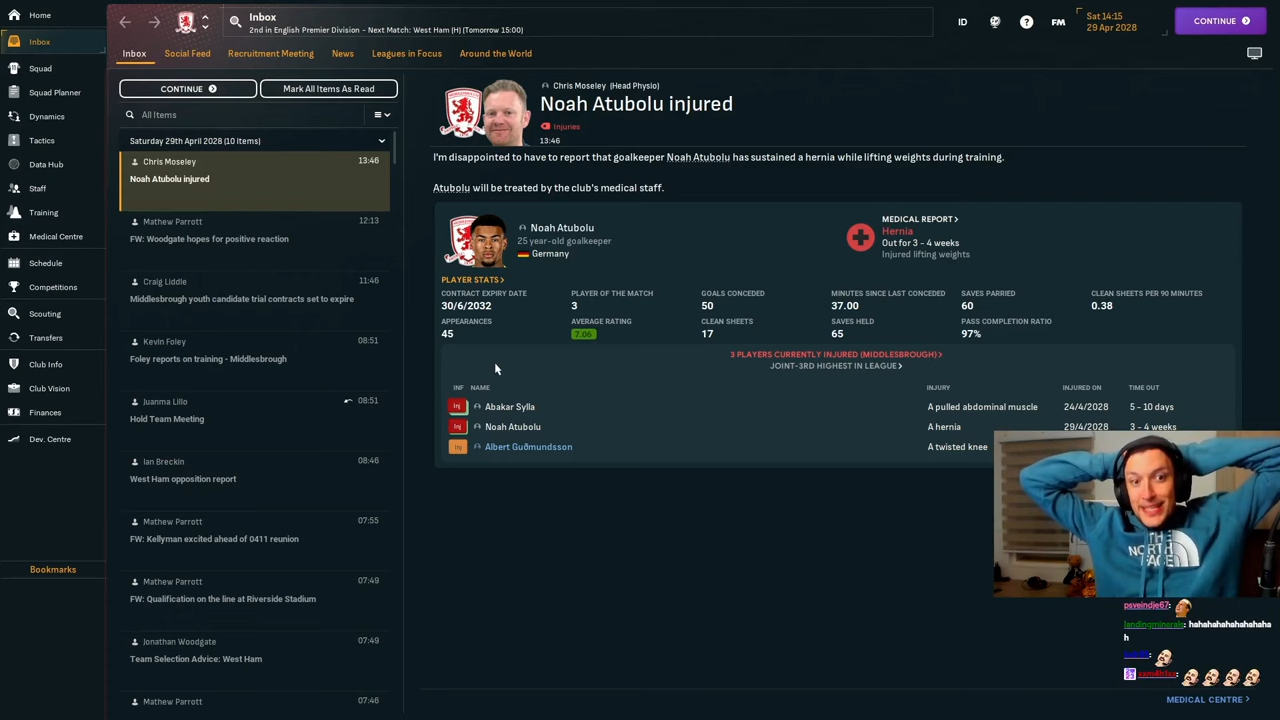 Home
Inbox
Squad
Squad Planner
Dynamics
Tactics
Data Hub
Staff
Training
Medical Centre
Schedule
Competitions
Scouting
Transfers
Club Info
Club Vision
Finances
Dev. Centre
Bookmarks
Inbox
2nd in English Premier Division - Next Match: West Ham (H) (Tomorrow 15:00)
ID
?
FM
Sat 14:15
29 Apr 2028
CONTINUE
Inbox
Social Feed
Recruitment Meeting
News
Leagues in Focus
Around the World
CONTINUE
Mark All Items As Read
All Items
Saturday 29th April 2028 (10 items)
Chris Moseley 13:46
Noah Atubolu injured
Mathew Parrott 12:13
FW: Woodgate hopes for positive reaction
Craig Liddle 11:46
Middlesbrough youth candidate trial contracts set to expire
Kevin Foley 08:51
Foley reports on training - Middlesbrough
Juanma Lillo 08:51
Hold Team Meeting
Ian Breckin 08:46
West Ham opposition report
Mathew Parrott 07:55
FW: Kellyman excited ahead of 0411 reunion
Mathew Parrott 07:49
FW: Qualification on the line at Riverside Stadium
Jonathan Woodgate 07:49
Team Selection Advice: West Ham
Mathew Parrott 07:46
Chris Moseley (Head Physio)
Noah Atubolu injured
Injuries
13:46
I'm disappointed to have to report that goalkeeper Noah Atubolu has sustained a hernia while lifting weights during training.
Atubolu will be treated by the club's medical staff.
Noah Atubolu
25 year-old goalkeeper
Germany
MEDICAL REPORT
Hernia
Out for 3 - 4 weeks
Injured lifting weights
PLAYER STATS
CONTRACT EXPIRY DATE PLAYER OF THE MATCH GOALS CONCEDED MINUTES SINCE LAST CONCEDED SAVES PARRIED CLEAN SHEETS PER 90 MINUTES
30/6/2032 3 50 37.00 60 0.38
APPEARANCES AVERAGE RATING CLEAN SHEETS SAVES HELD PASS COMPLETION RATIO
45 7.06 17 65 97%
3 PLAYERS CURRENTLY INJURED (MIDDLESBROUGH)
JOINT-3RD HIGHEST IN LEAGUE
INF NAME INJURY INJURED ON TIME OUT
Inj Abakar Sylla A pulled abdominal muscle 24/4/2028 5 - 10 days
Inj Noah Atubolu A hernia 29/4/2028 3 - 4 weeks
Inj Albert Guðmundsson A twisted knee
THE
NORTH
FACE
psveindje67:
landingminerals: hahahahahahahahaha
h
MEDICAL CENTRE